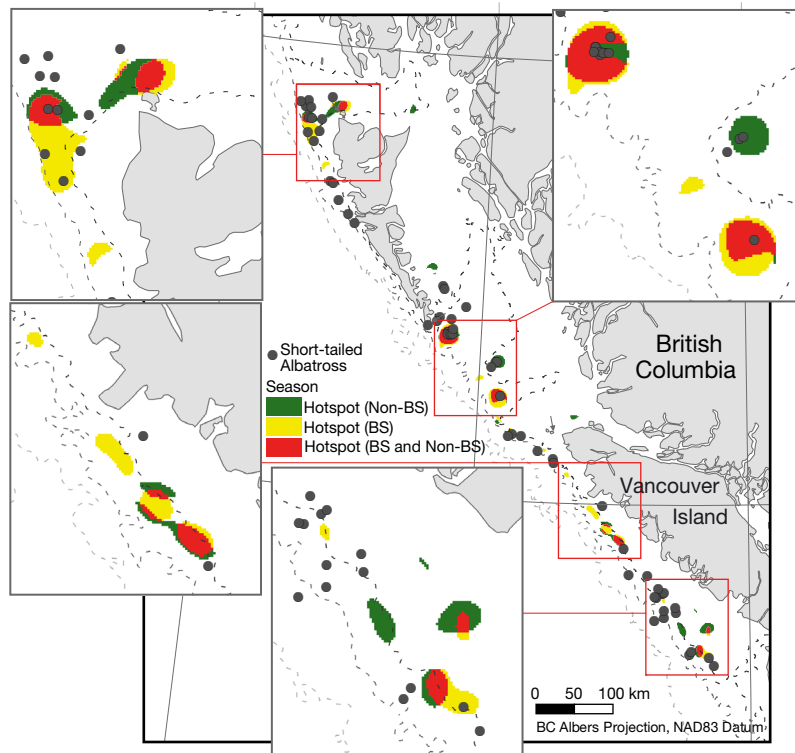 British
Columbia
Short-tailed
Albatross
Season
Hotspot (Non-BS)
Hotspot (BS)
Hotspot (BS and Non-BS)
Vancouver
Island
0 50 100 km
BC Albers Projection, NAD83 Datum